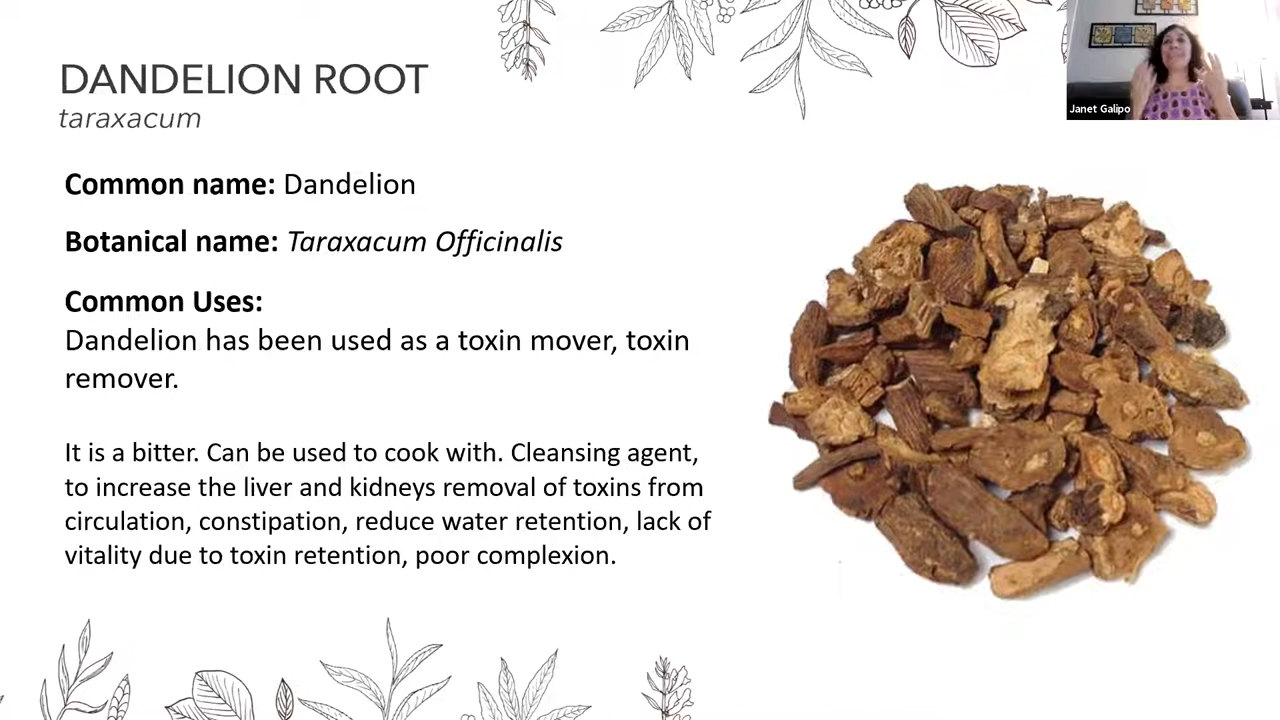 DANDELION ROOT
taraxacum
Janet Galipo
Common name: Dandelion
Botanical name: Taraxacum Officinalis
Common Uses:
Dandelion has been used as a toxin mover, toxin
remover.
It is a bitter. Can be used to cook with. Cleansing agent,
to increase the liver and kidneys removal of toxins from
circulation, constipation, reduce water retention, lack of
vitality due to toxin retention, poor complexion.